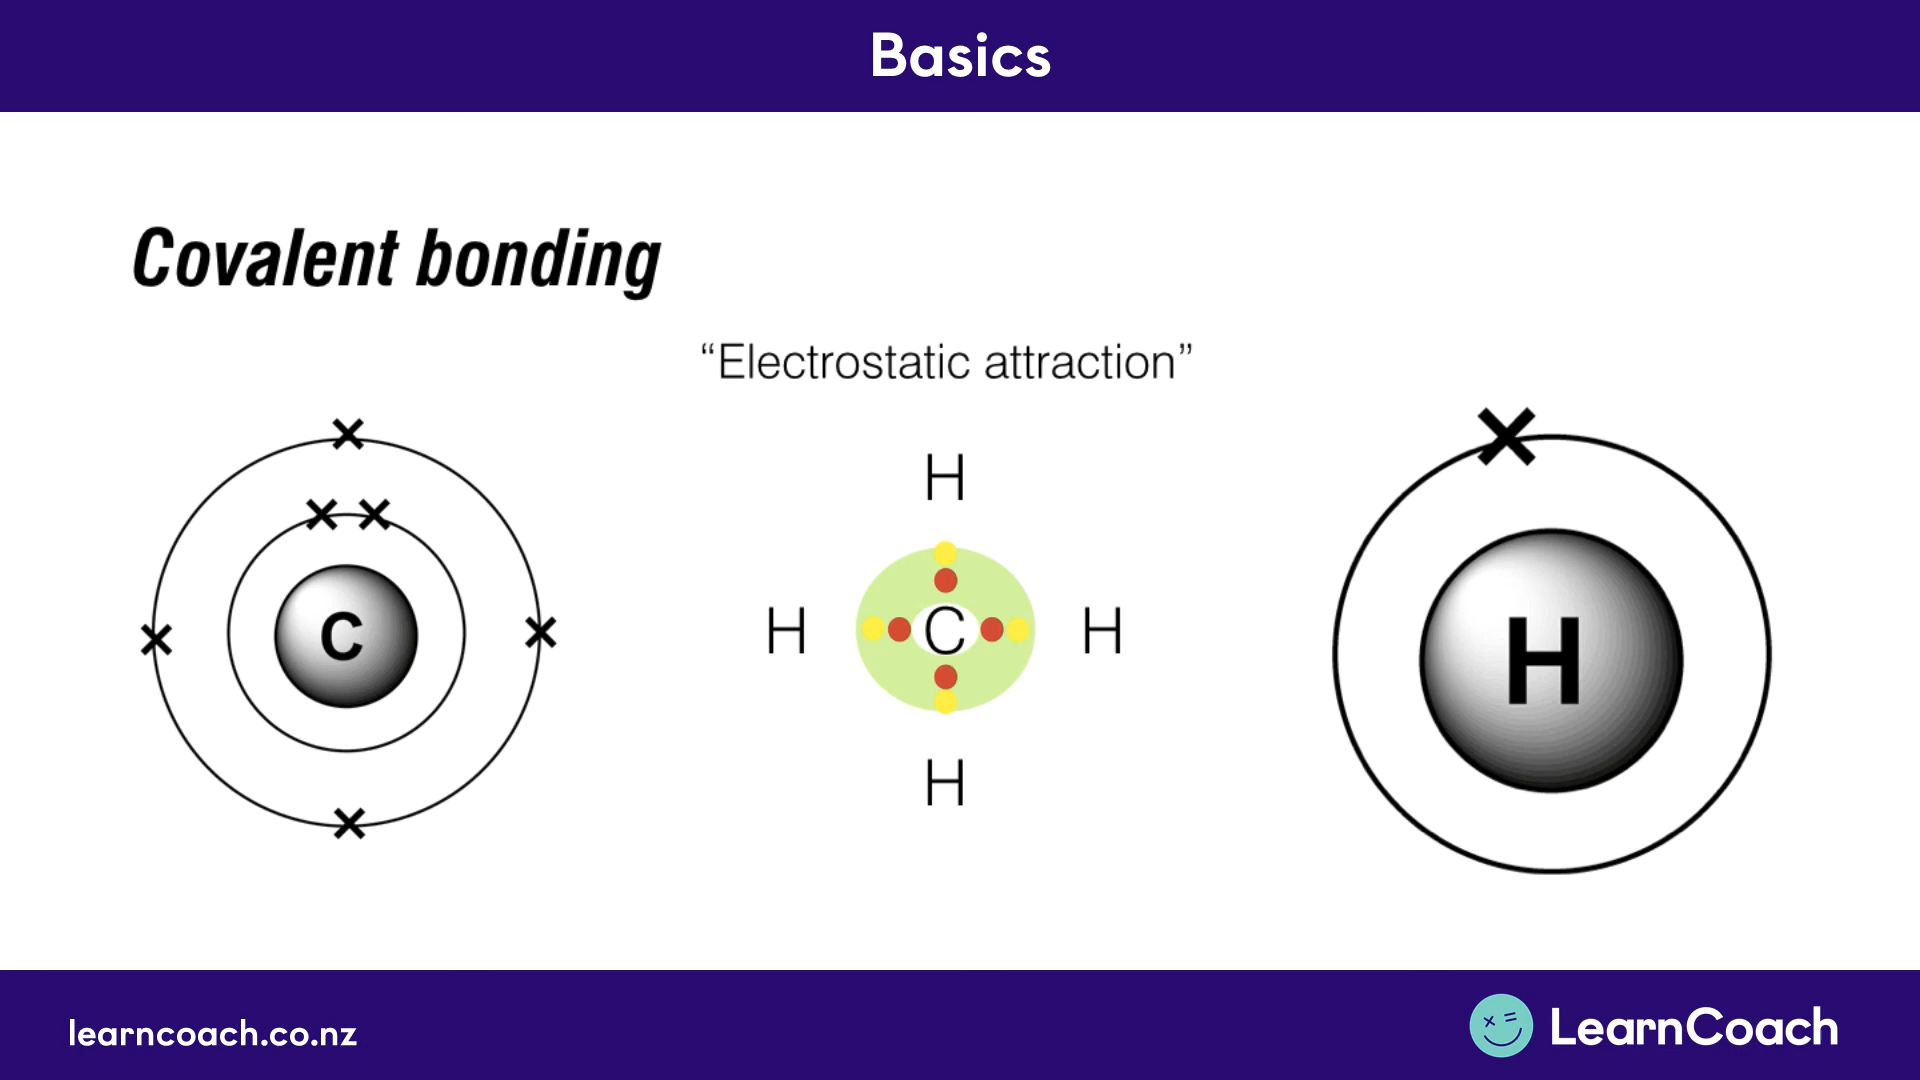 Basics
Covalent bonding
“Electrostatic attraction”
H
C
H
C
H
H
H
learncoach.co.nz
LearnCoach